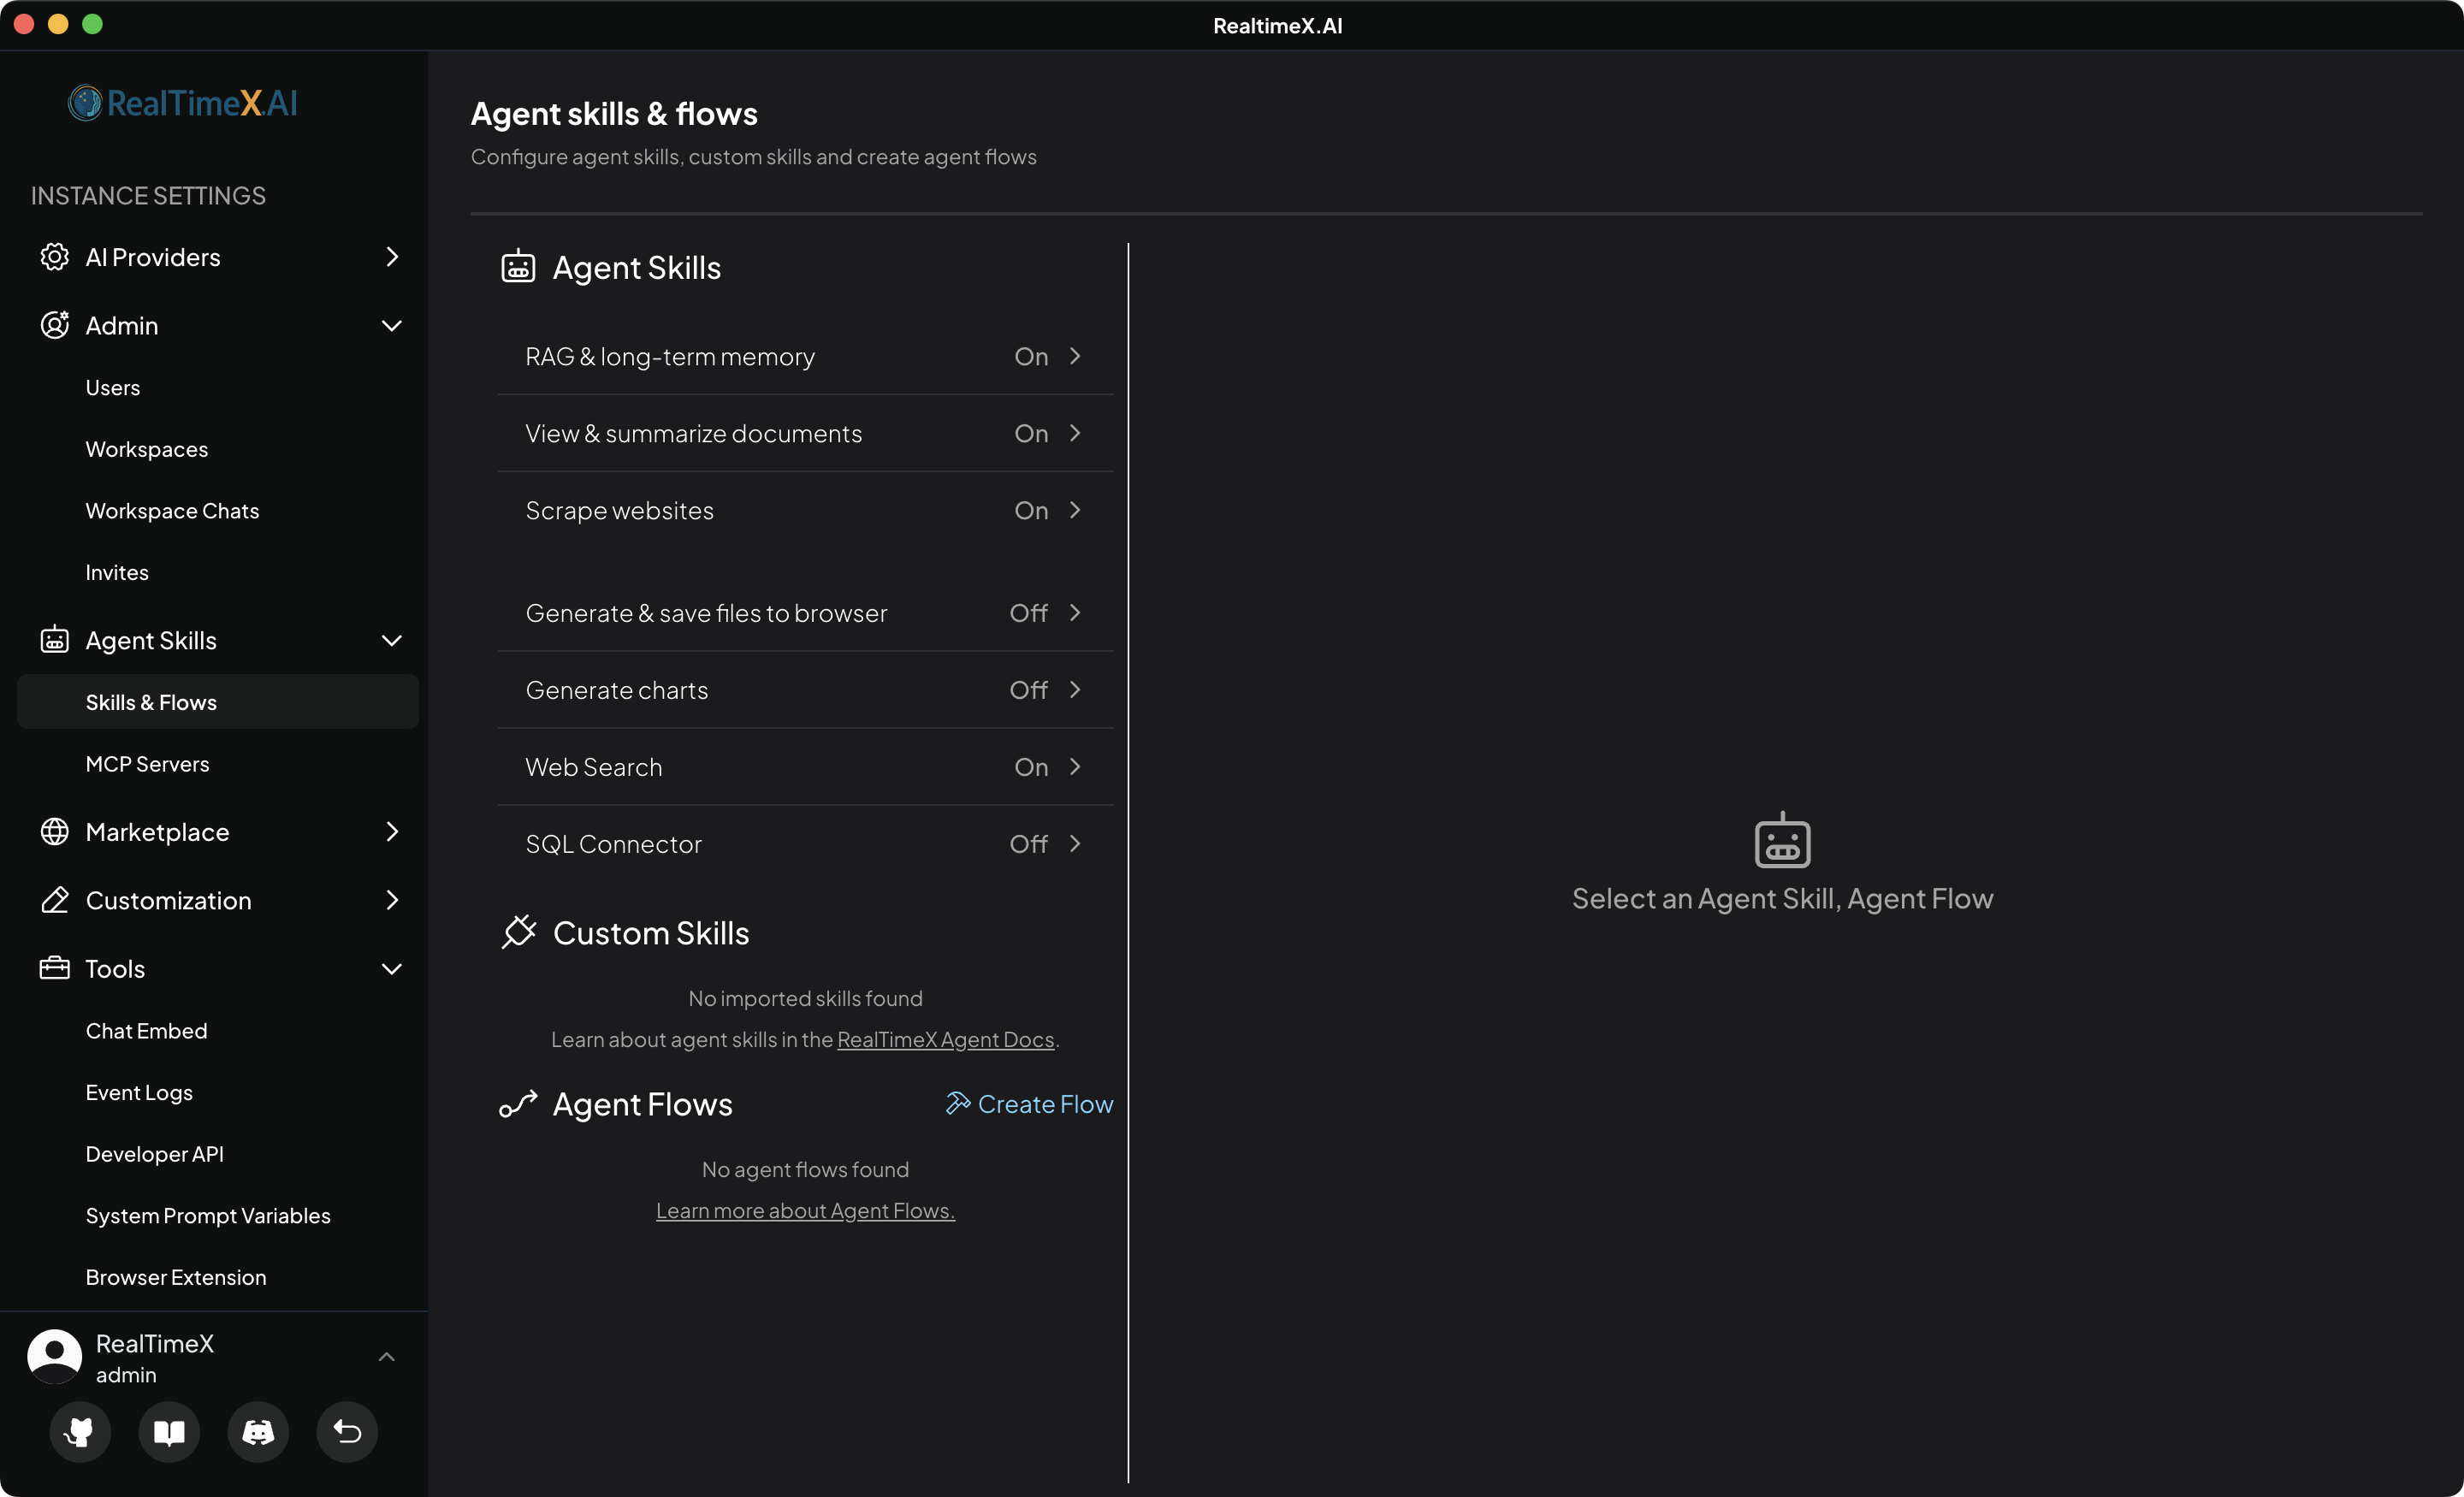 RealtimeX.AI
RealTimeX.AI
INSTANCE SETTINGS
AI Providers
Admin
Users
Workspaces
Workspace Chats
Invites
Agent Skills
Skills & Flows
MCP Servers
Marketplace
Customization
Tools
Chat Embed
Event Logs
Developer API
System Prompt Variables
Browser Extension
RealTimeX
admin
Agent skills & flows
Configure agent skills, custom skills and create agent flows
Agent Skills
RAG & long-term memory On
View & summarize documents On
Scrape websites On
Generate & save files to browser Off
Generate charts Off
Web Search On
SQL Connector Off
Custom Skills
No imported skills found
Learn about agent skills in the RealTimeX Agent Docs.
Agent Flows Create Flow
No agent flows found
Learn more about Agent Flows.
Select an Agent Skill, Agent Flow